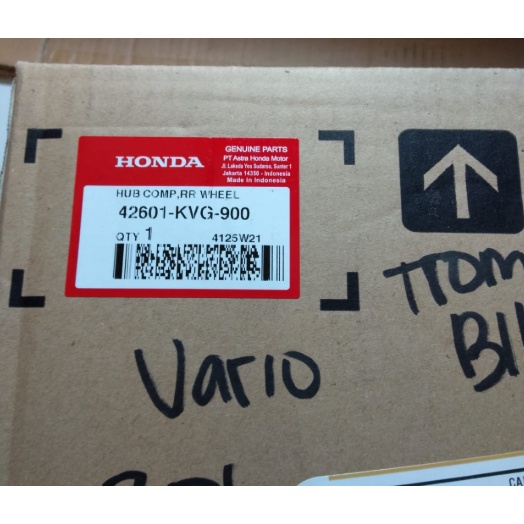 HONDA
GENUINE PARTS
PT Astra Honda Motor
Jl. Laksda Yos Sudarso, Sunter 1
Jakarta 14350 - Indonesia
Made in Indonesia
HUB COMP,RR WHEEL
42601-KVG-900
QTY 1
4125W21
Vario